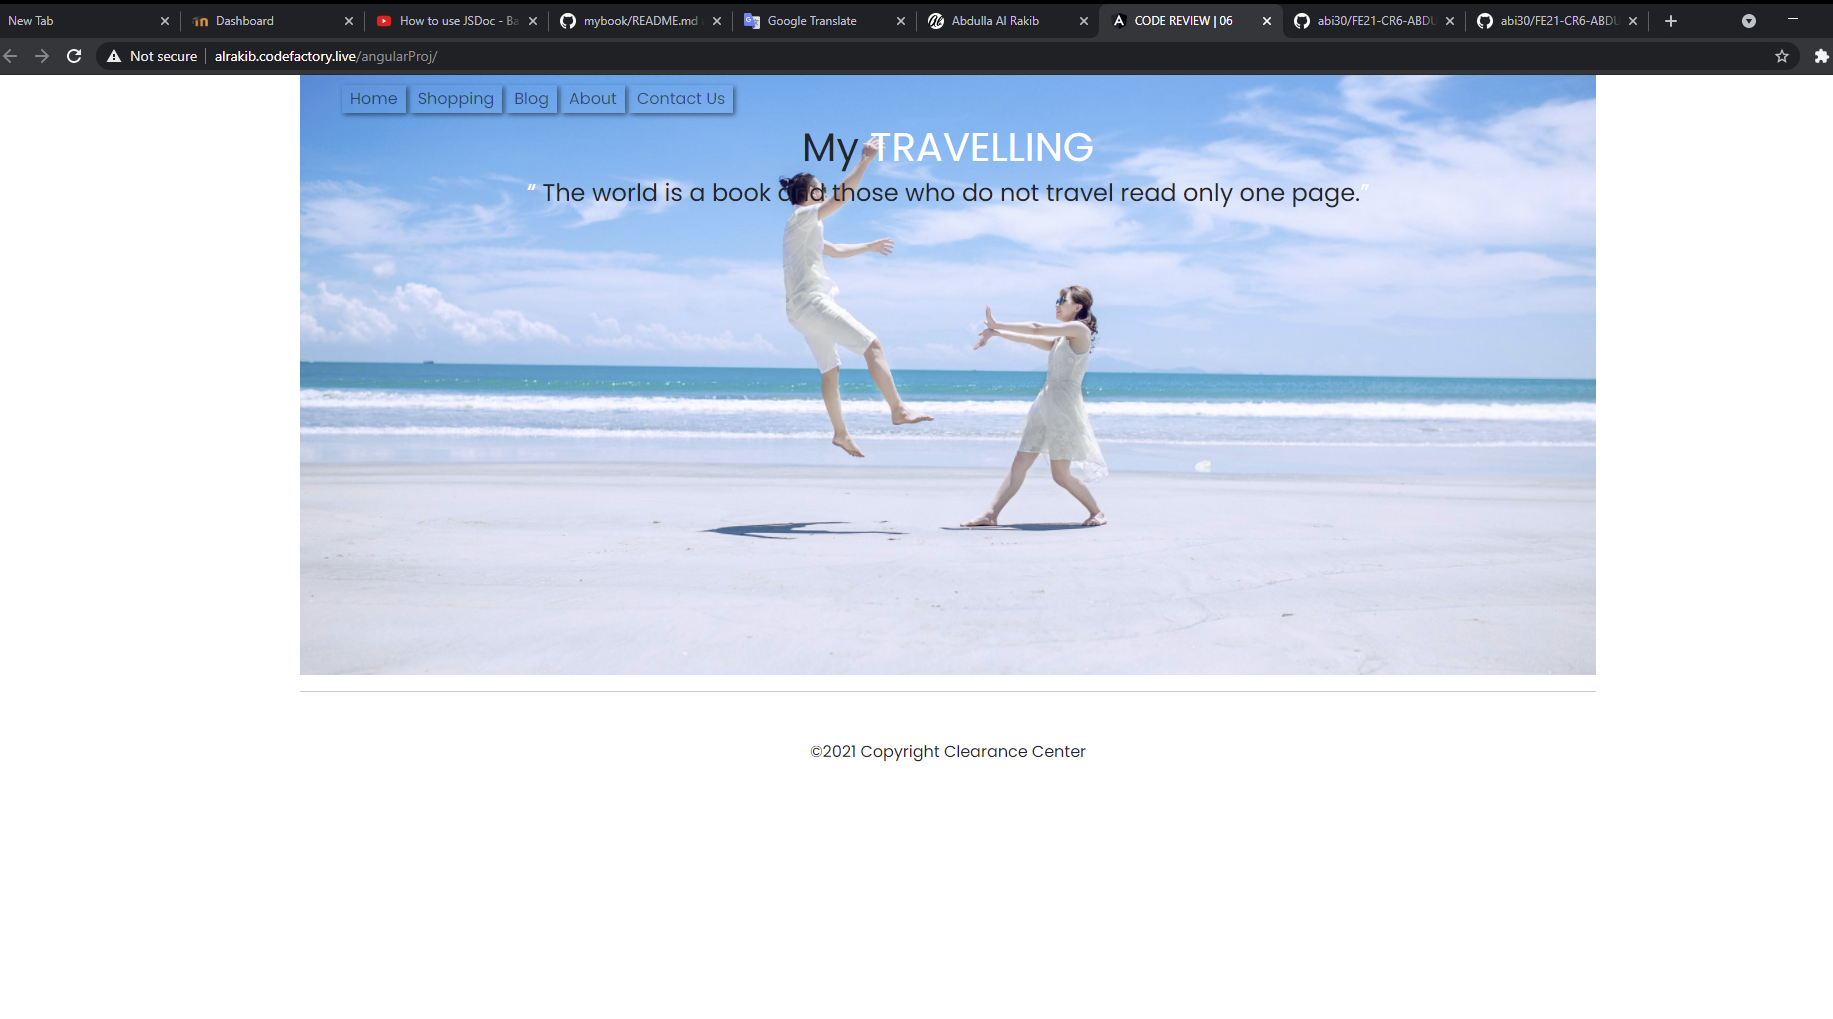 New Tab
Dashboard
How to use JSDoc - Ba
mybook/README.md
Google Translate
Abdulla Al Rakib
CODE REVIEW | 06
abi30/FE21-CR6-ABDU
abi30/FE21-CR6-ABDU
Not secure
alrakib.codefactory.live/angularProj/
Home
Shopping
Blog
About
Contact Us
My TRAVELLING
“ The world is a book and those who do not travel read only one page.”
©2021 Copyright Clearance Center